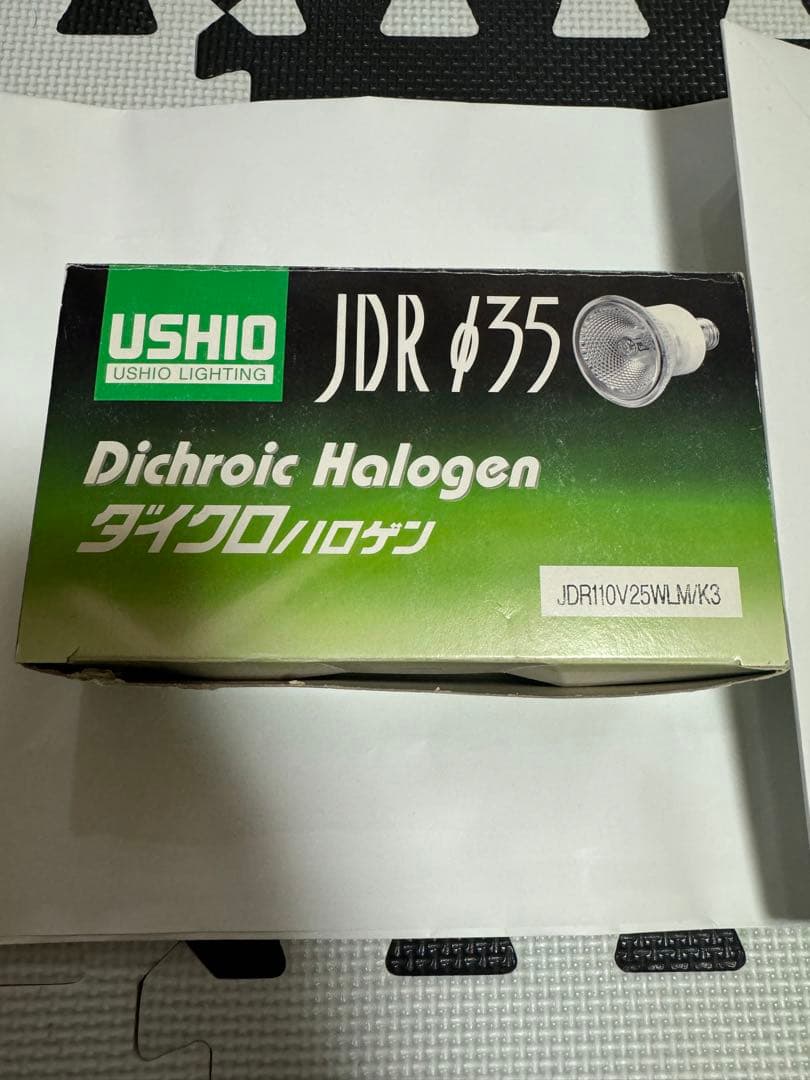 USHIO
USHIO LIGHTING
JDR φ35
Dichroic Halogen
ダイクロハロゲン
JDR110V25WLM/K3